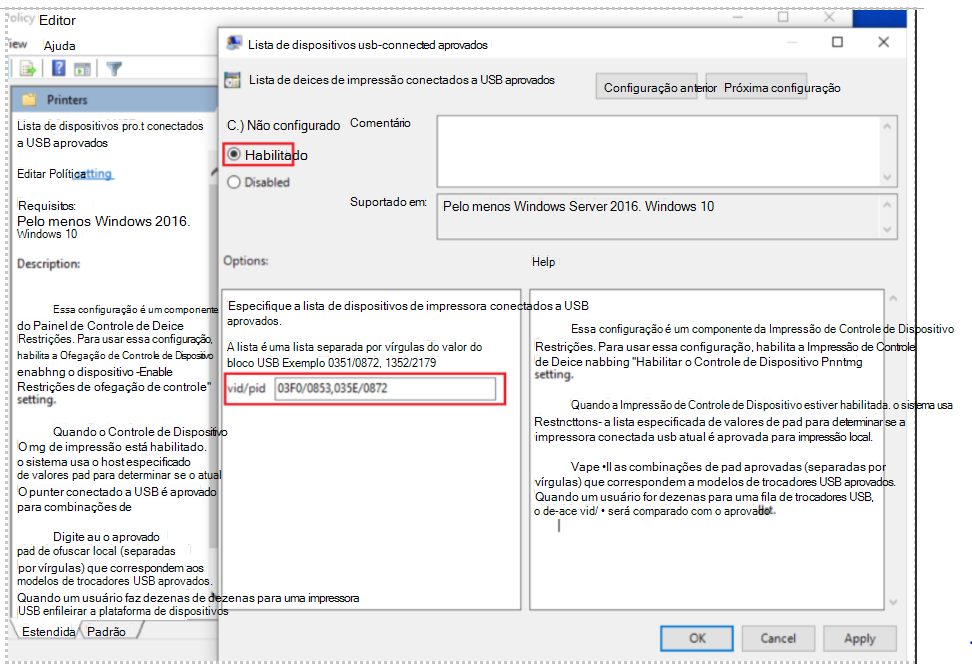 Policy Editor
iew Ajuda
Printers
Lista de dispositivos pro.t conectados
a USB aprovados
Editar Política tting
Requisitos:
Pelo menos Windows 2016.
Windows 10
Description:
Essa configuração é um componente
do Painel de Controle de Deice
Restrições. Para usar essa configuração,
habilita a Ofegação de Controle de Dispositivo
enabhng o dispositivo -Enable
Restrições de ofegação de controle"
setting.
Quando o Controle de Dispositivo
O mg de impressão está habilitado.
o sistema usa o host especificado
de valores pad para determinar se o atual
O punter conectado a USB é aprovado
para combinações de
Digite au o aprovado
pad de ofuscar local (separadas
por vírgulas) que correspondem aos
modelos de trocadores USB aprovados.
Quando um usuário faz dezenas de dezenas para uma impressora
USB enfileirar a plataforma de dispositivos
Estendida Padrão
Lista de dispositivos usb-connected aprovados
Lista de deices de impressão conectados a USB aprovados
Configuração anterior Próxima configuração
C.) Não configurado
Habilitado
Disabled
Comentário
Suportado em:
Pelo menos Windows Server 2016. Windows 10
Options:
Especifique a lista de dispositivos de impressora conectados a USB
aprovados.
A lista é uma lista separada por vírgulas do valor do
bloco USB Exemplo 0351/0872, 1352/2179
vid/pid 03F0/0853,035E/0872
Help
Essa configuração é um componente da Impressão de Controle de Dispositivo
Restrições. Para usar essa configuração, habilita a Impressão de Controle
de Deice nabbing "Habilitar o Controle de Dispositivo Pnntmg
setting.
Quando a Impressão de Controle de Dispositivo estiver habilitada. o sistema usa
Restncttons- a lista especificada de valores de pad para determinar se a
impressora conectada usb atual é aprovada para impressão local.
Vape •ll as combinações de pad aprovadas (separadas por
vírgulas) que correspondem a modelos de trocadores USB aprovados.
Quando um usuário for dezenas para uma fila de trocadores USB,
o de-ace vid/ • será comparado com o aprovado list.
OK
Cancel
Apply